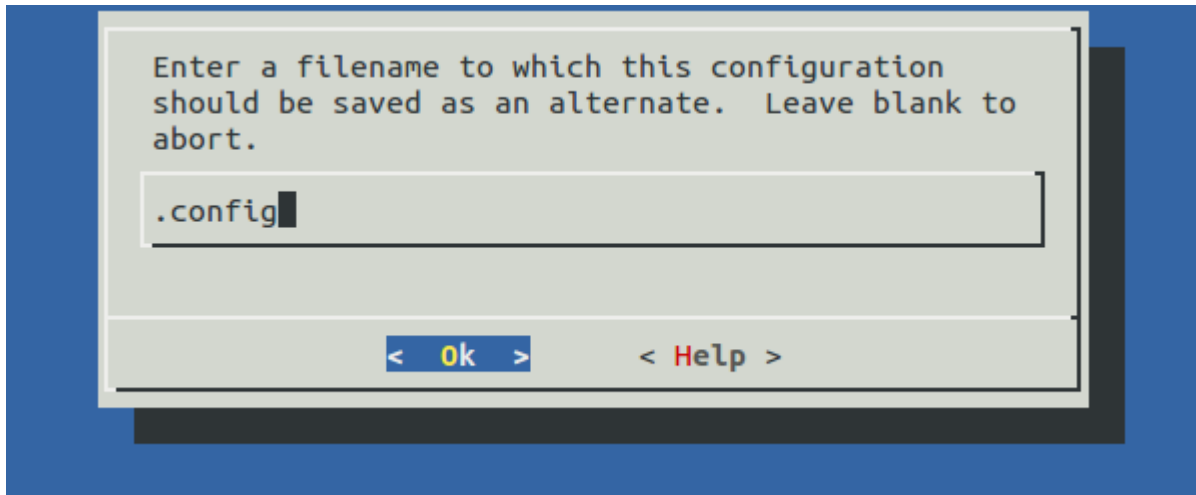 Enter a filename to which this configuration
should be saved as an alternate.  Leave blank to
abort.
.config
<  Ok  >      < Help >